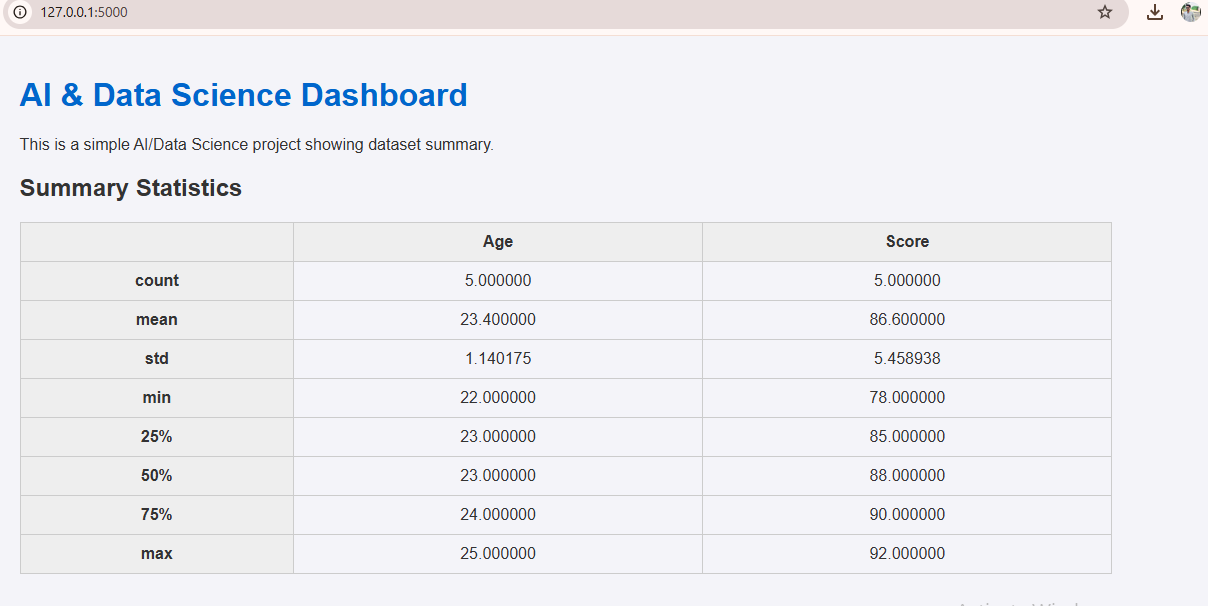 127.0.0.1:5000
AI & Data Science Dashboard
This is a simple AI/Data Science project showing dataset summary.
Summary Statistics
Age Score
count 5.000000 5.000000
mean 23.400000 86.600000
std 1.140175 5.458938
min 22.000000 78.000000
25% 23.000000 85.000000
50% 23.000000 88.000000
75% 24.000000 90.000000
max 25.000000 92.000000